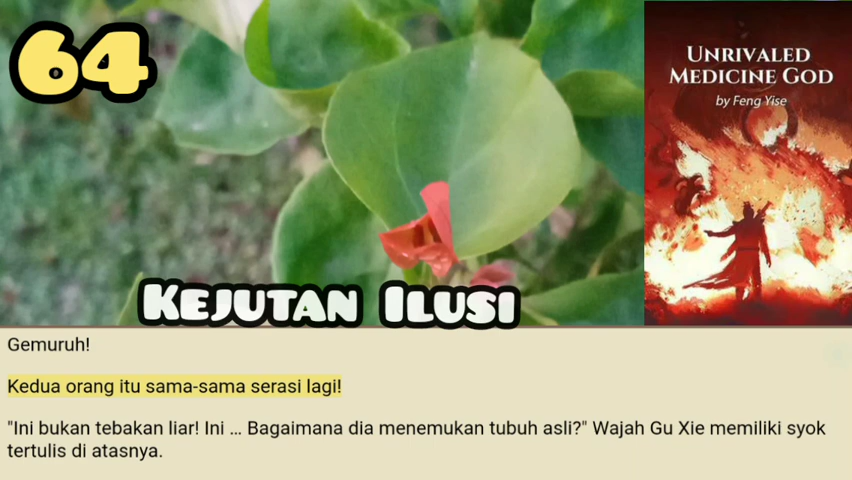 64
UNRIVALED
MEDICINE GOD
by Feng Yise
KEJUTAN ILUSI
Gemuruh!
Kedua orang itu sama-sama serasi lagi!
"Ini bukan tebakan liar! Ini ... Bagaimana dia menemukan tubuh asli?" Wajah Gu Xie memiliki syok
tertulis di atasnya.